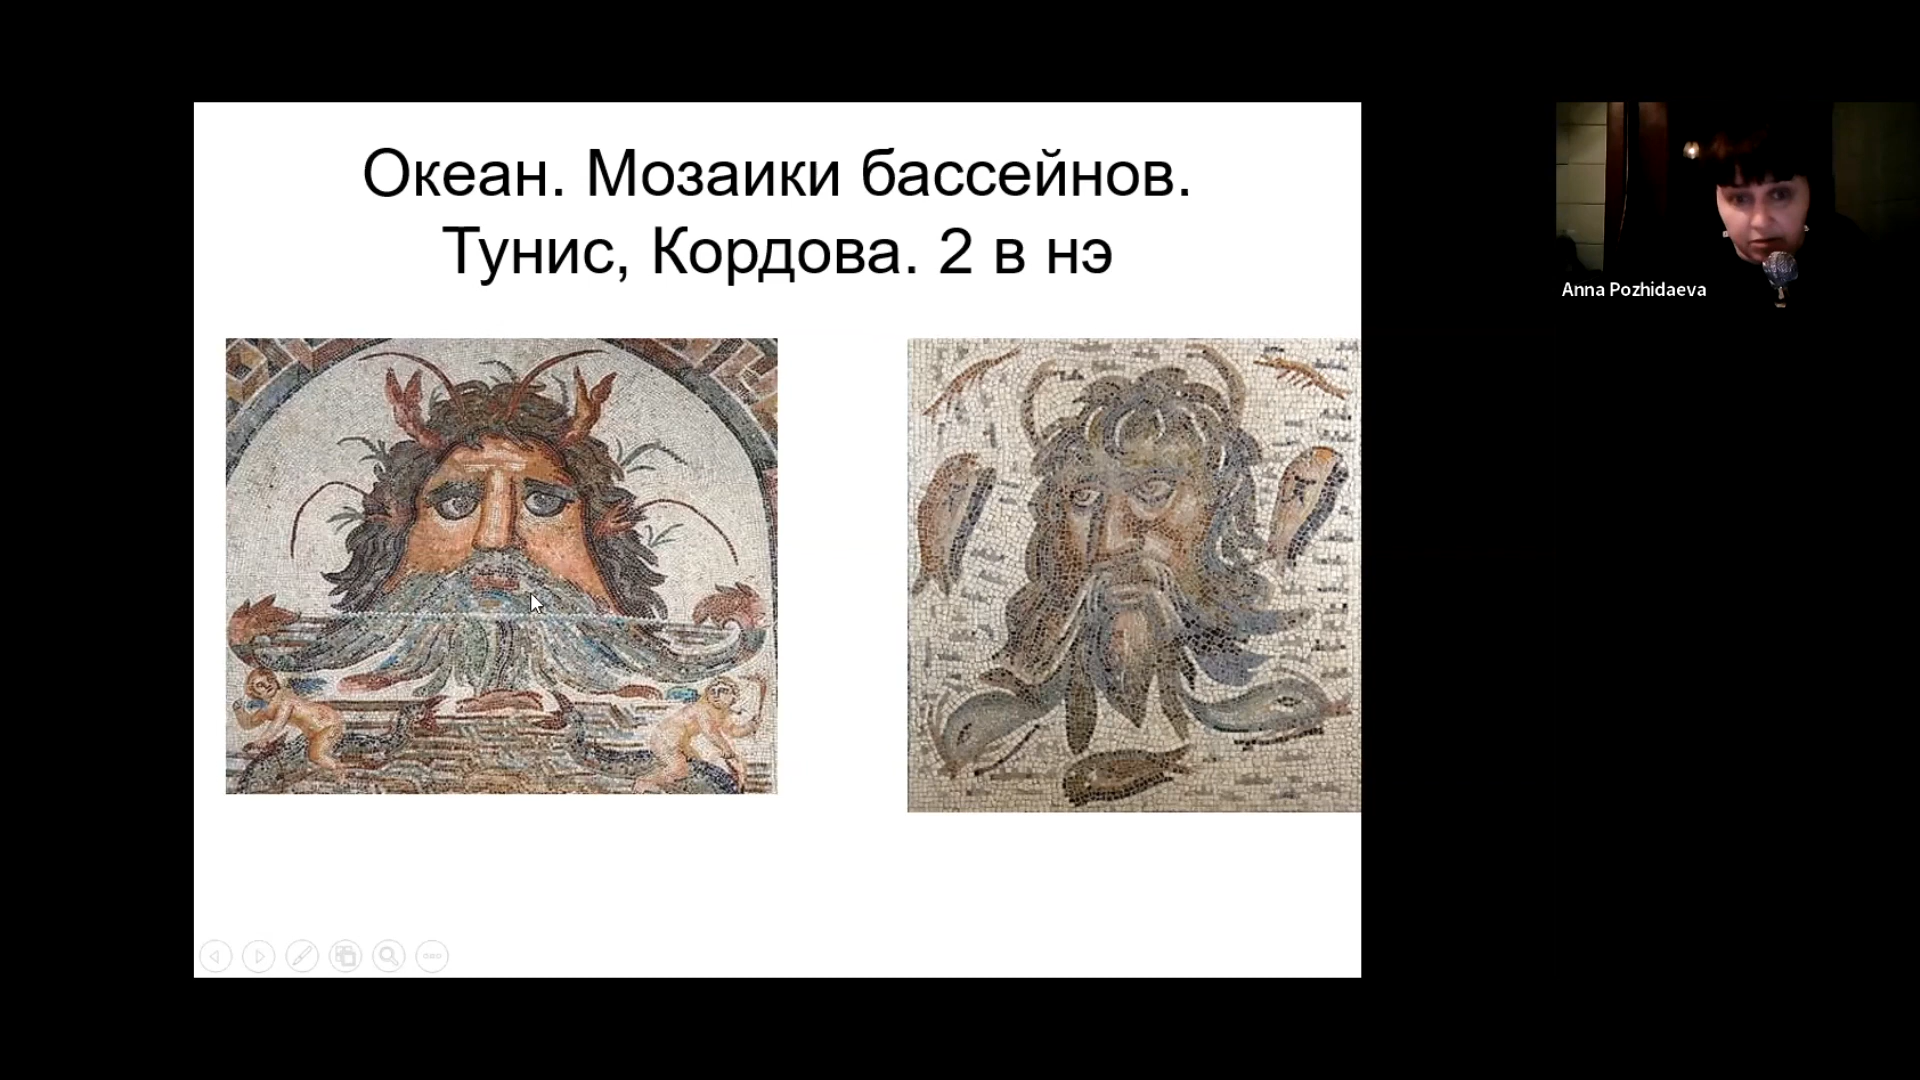 Океан. Мозаики бассейнов.
Тунис, Кордова. 2 в нэ
Anna Pozhidaeva